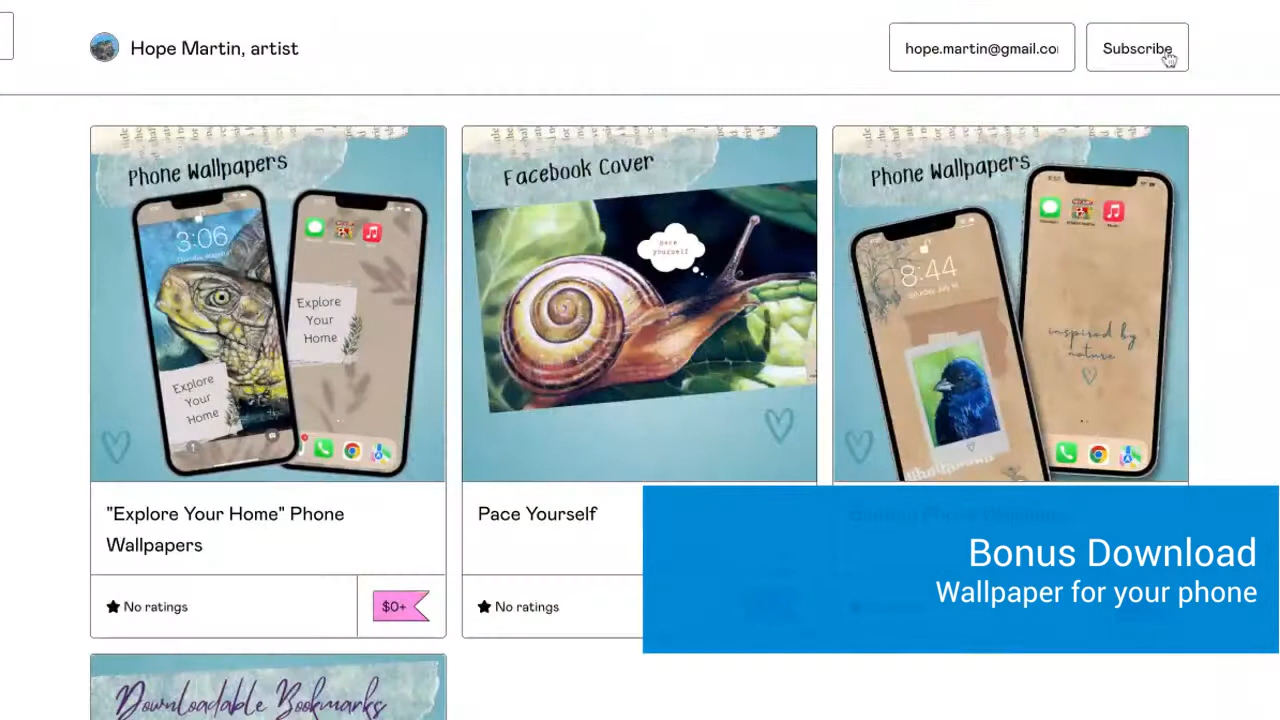 Hope Martin, artist
hope.martin@gmail.co
Subscribe
Phone Wallpapers
3:06
Explore
Your
Home
Explore
Your
Home
Facebook Cover
pace
yourself
Phone Wallpapers
8:44
inspired by
nature
"Explore Your Home" Phone
Wallpapers
No ratings
$0+
Pace Yourself
No ratings
Bonus Download
Wallpaper for your phone
Downloadable Bookmarks